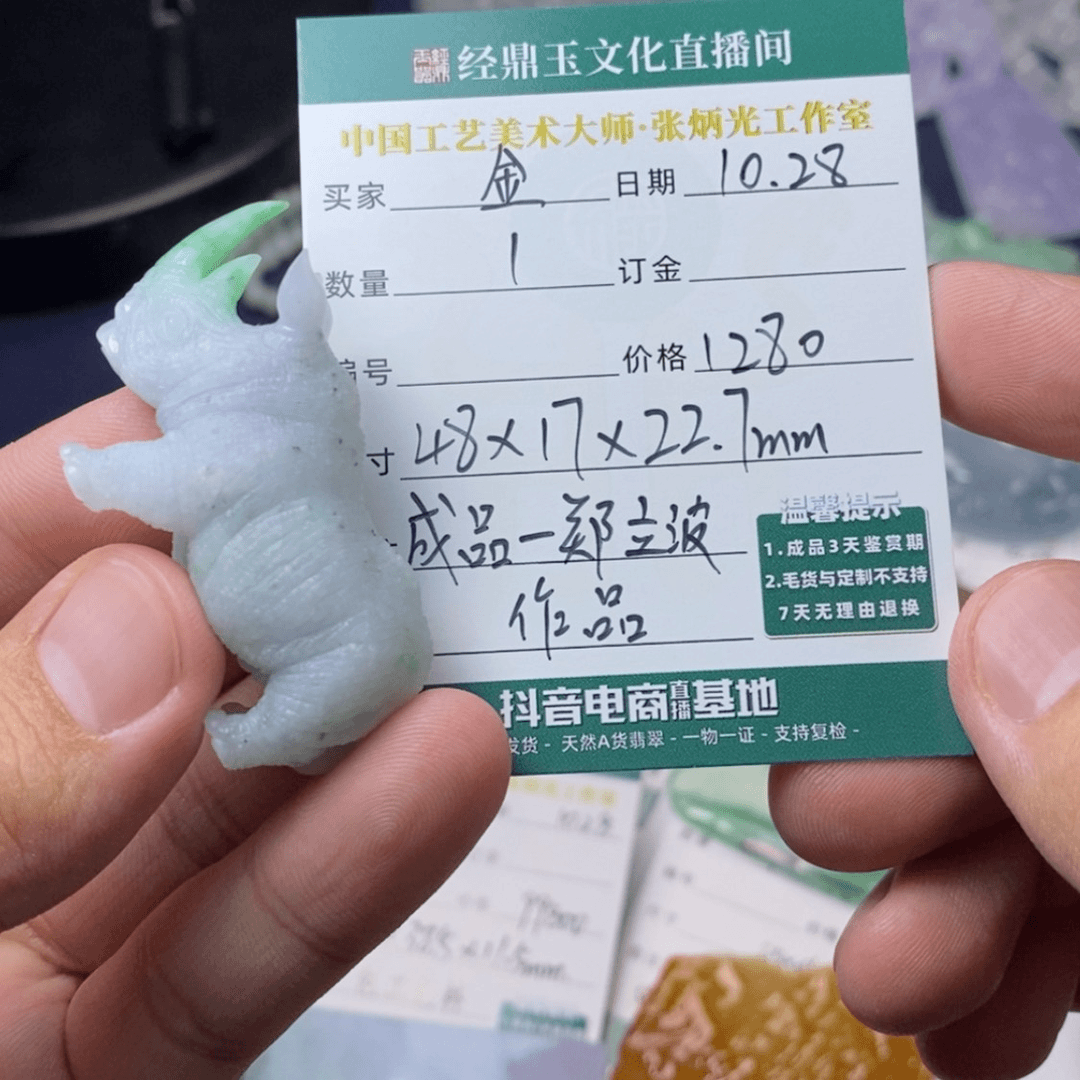 经鼎玉文化直播间
中国工艺美术大师·张炳光工作室
买家 金 日期 10.28
数量 1 订金
编号 价格 1280
寸 48×17×22.7mm
成品一郑立波
作品
温馨提示
1.成品3天鉴赏期
2.毛货与定制不支持
7天无理由退换
抖音电商直播基地
发货 - 天然A货翡翠 - 一物一证 - 支持复检 -